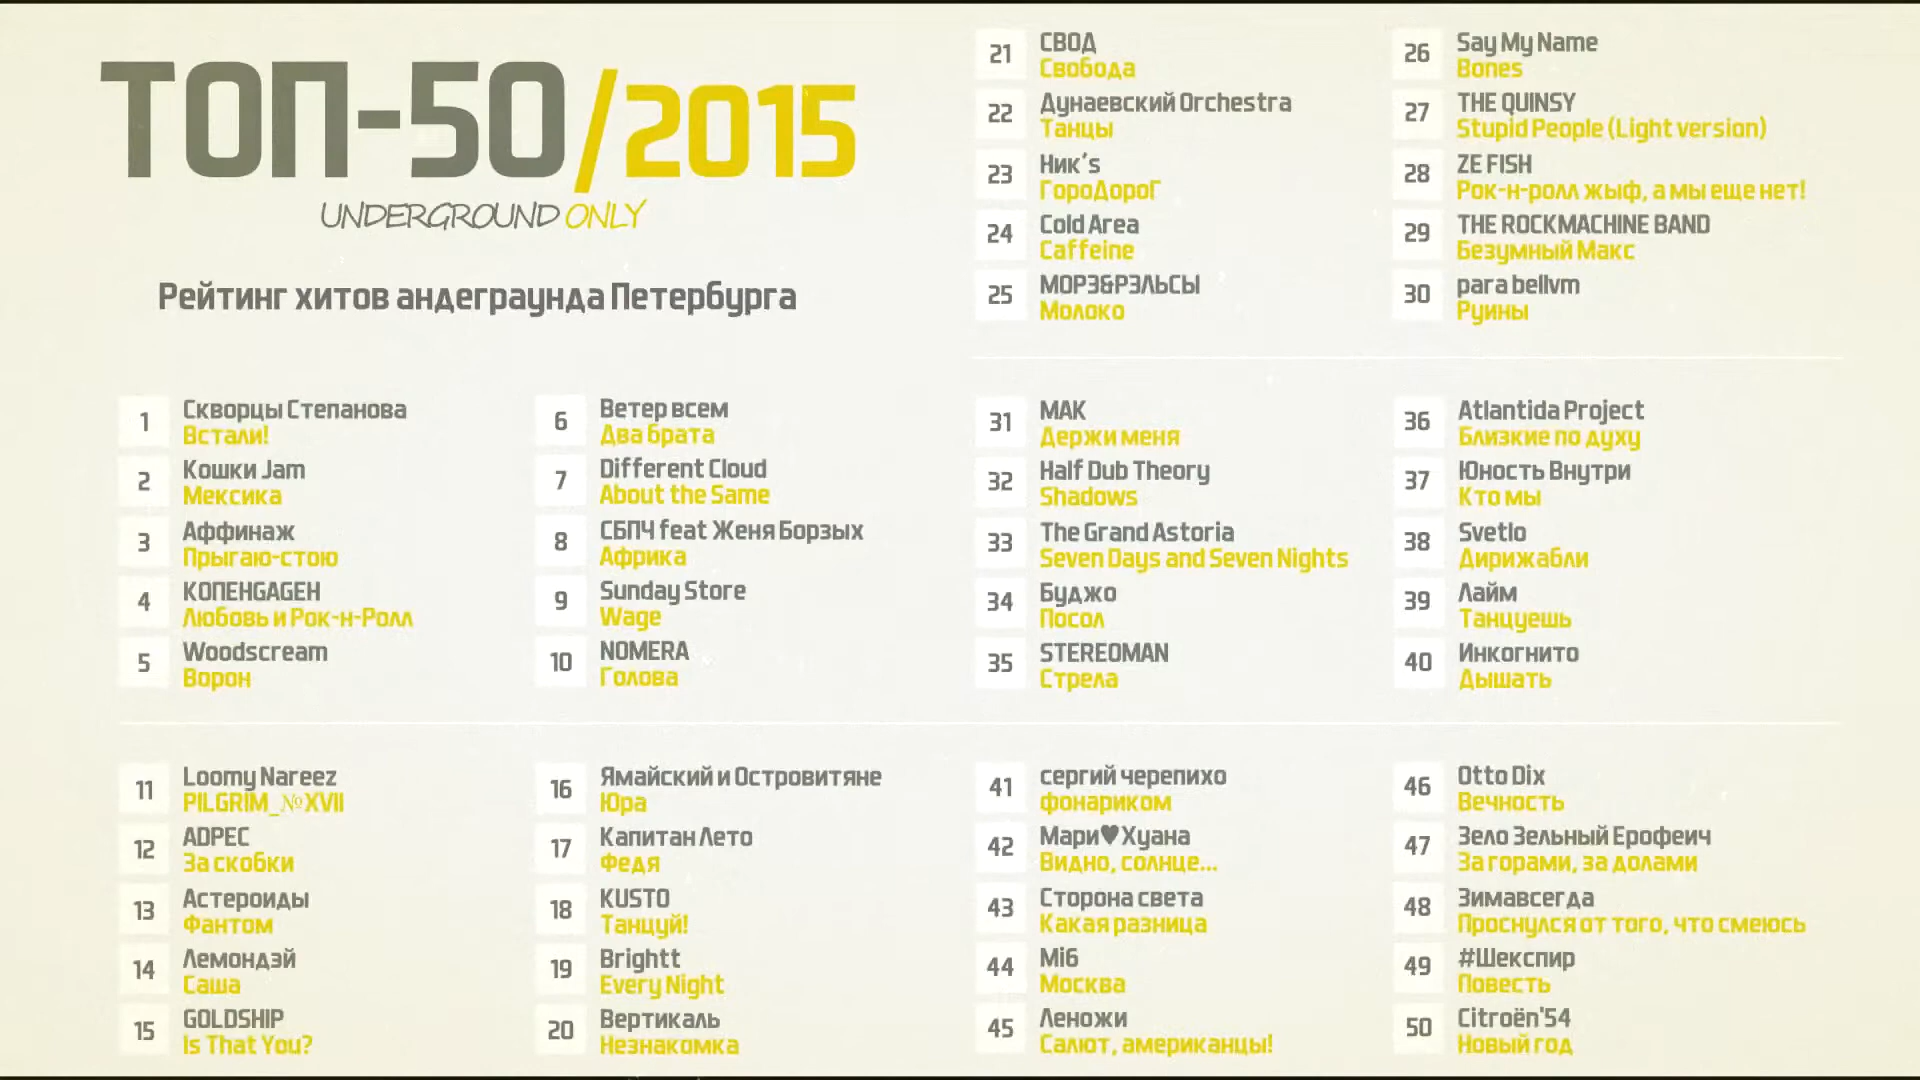 ТОП-50/2015
UNDERGROUND ONLY
Рейтинг хитов андеграунда Петербурга
1
Скворцы Степанова
Встали!
2
Кошки Jam
Мексика
3
Аффинаж
Прыгаю-стою
4
КОПЕНGАGЕН
Любовь и Рок-н-Ролл
5
Woodscream
Ворон
6
Ветер всем
Два брата
7
Different Cloud
About the Same
8
СБПЧ feat Женя Борзых
Африка
9
Sunday Store
Wage
10
NOMERA
Голова
11
Loomy Nareez
PILGRIM_№XVII
12
ADPEC
За скобки
13
Астероиды
Фантом
14
Лемондэй
Саша
15
GOLDSHIP
Is That You?
16
Ямайский и Островитяне
Юра
17
Капитан Лето
Федя
18
KUSTO
Танцуй!
19
Brightt
Every Night
20
Вертикаль
Незнакомка
21
СВОД
Свобода
22
Дунаевский Orchestra
Танцы
23
Ник's
ГороДороГ
24
Cold Area
Caffeine
25
МОРЭ&РЭЛЬСЫ
Молоко
26
Say My Name
Bones
27
THE QUINSY
Stupid People (Light version)
28
ZE FISH
Рок-н-ролл жыф, а мы еще нет!
29
THE ROCKMACHINE BAND
Безумный Макс
30
para bellvm
Руины
31
МАК
Держи меня
32
Half Dub Theory
Shadows
33
The Grand Astoria
Seven Days and Seven Nights
34
Буджо
Посол
35
STEREOMAN
Стрела
36
Atlantida Project
Близкие по духу
37
Юность Внутри
Кто мы
38
Svetlo
Дирижабли
39
Лайм
Танцуешь
40
Инкогнито
Дышать
41
сергий черепихо
фонариком
42
Мари♥Хуана
Видно, солнце...
43
Сторона света
Какая разница
44
Mi6
Москва
45
Леножи
Салют, американцы!
46
Otto Dix
Вечность
47
Зело Зельный Ерофеич
За горами, за долами
48
Зимавсегда
Проснулся от того, что смеюсь
49
#Шекспир
Повесть
50
Citroën'54
Новый год